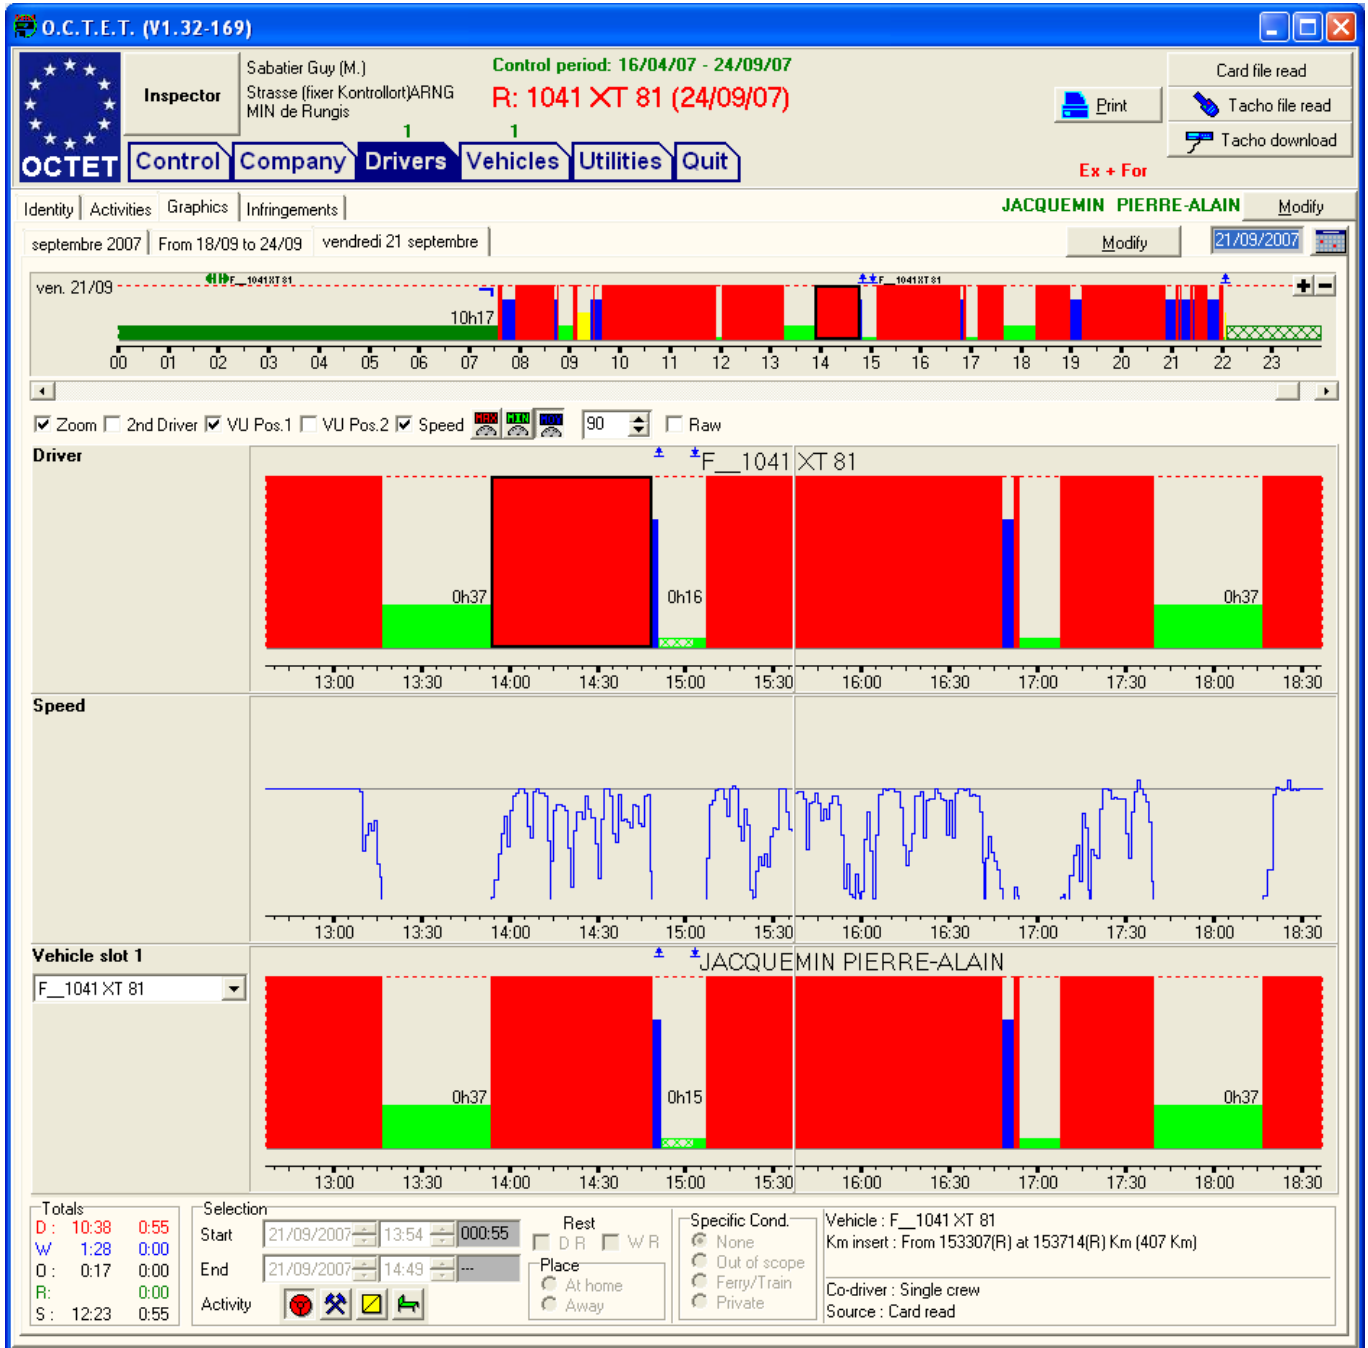 O.C.T.E.T. (V1.32-169)
OCTET
Inspector
Sabatier Guy (M.)
Strasse (fixer Kontrollort)ARNG
MIN de Rungis
Control period: 16/04/07 - 24/09/07
R: 1041 XT 81 (24/09/07)
Print
Card file read
Tacho file read
Tacho download
1 1
Control Company Drivers Vehicles Utilities Quit
Ex + For
Identity Activities Graphics Infringements
JACQUEMIN PIERRE-ALAIN Modify
septembre 2007 From 18/09 to 24/09 vendredi 21 septembre
Modify 21/09/2007
ven. 21/09 F__1041 XT 81 F__1041 XT 81 + -
10h17
00 01 02 03 04 05 06 07 08 09 10 11 12 13 14 15 16 17 18 19 20 21 22 23
Zoom 2nd Driver VU Pos.1 VU Pos.2 Speed MAX MIN MOY 90 Raw
Driver
F__1041 XT 81
0h37 0h16 0h37
13:00 13:30 14:00 14:30 15:00 15:30 16:00 16:30 17:00 17:30 18:00 18:30
Speed
13:00 13:30 14:00 14:30 15:00 15:30 16:00 16:30 17:00 17:30 18:00 18:30
Vehicle slot 1
F__1041 XT 81
JACQUEMIN PIERRE-ALAIN
0h37 0h15 0h37
13:00 13:30 14:00 14:30 15:00 15:30 16:00 16:30 17:00 17:30 18:00 18:30
Totals
D : 10:38 0:55
W 1:28 0:00
O : 0:17 0:00
R: 0:00
S : 12:23 0:55
Selection
Start 21/09/2007 13:54 000:55
End 21/09/2007 14:49 ---
Activity
Rest
D R W R
Place
At home
Away
Specific Cond.
None
Out of scope
Ferry/Train
Private
Vehicle : F__1041 XT 81
Km insert : From 153307(R) at 153714(R) Km (407 Km)
Co-driver : Single crew
Source : Card read